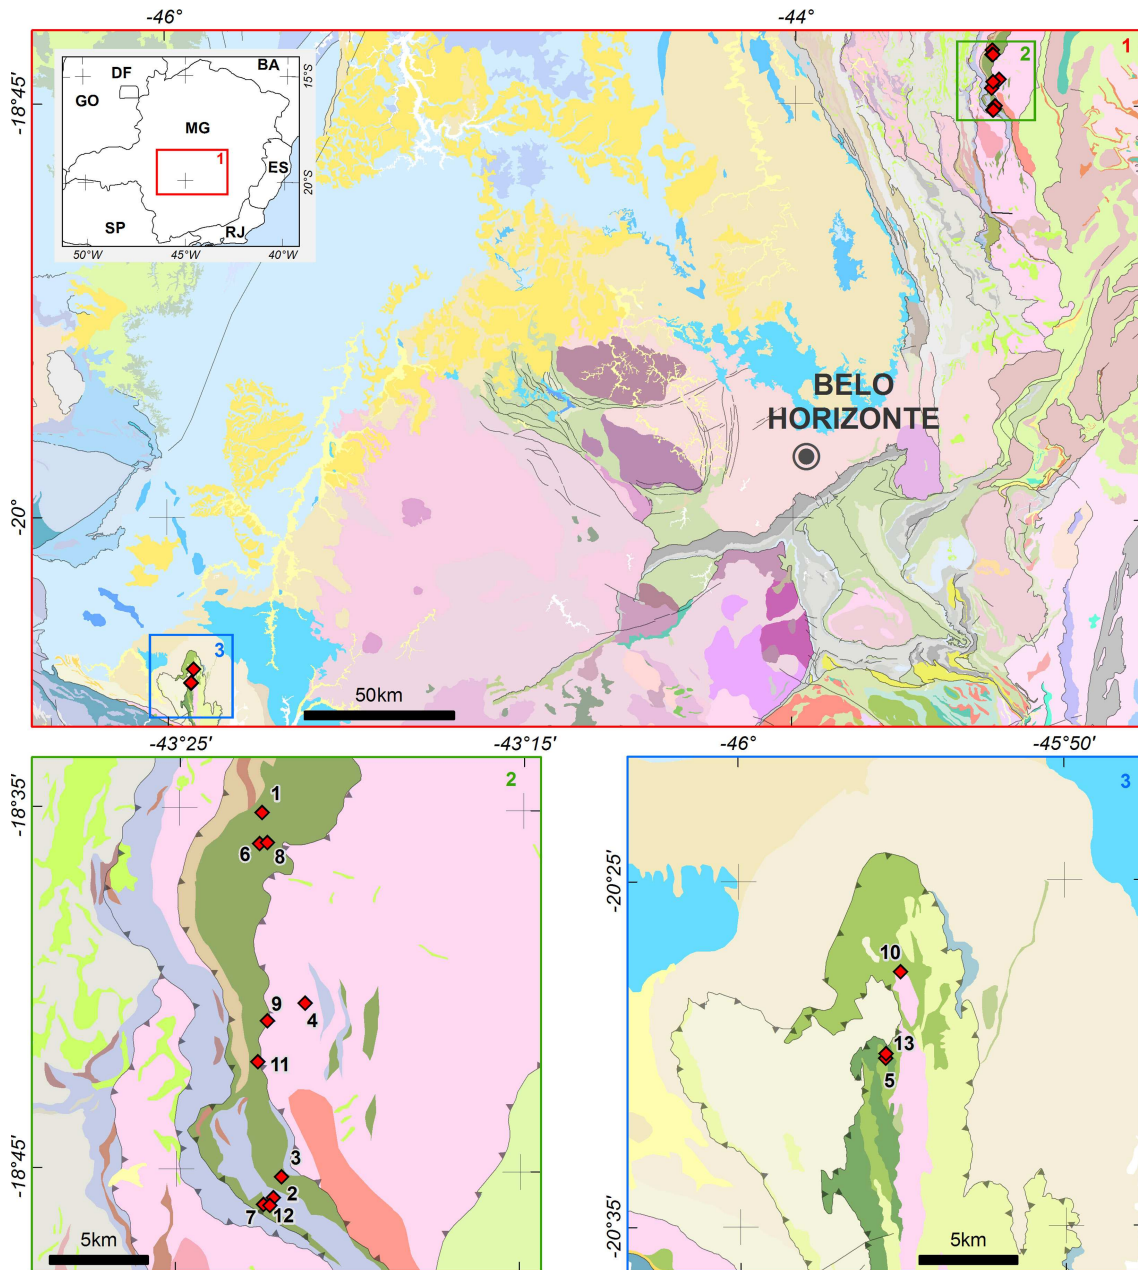 -46°
-44°
-18°45'
-20°
1
2
DF
BA
15°S
GO
MG
1
ES
20°S
SP
RJ
50°W
45°W
40°W
BELO
HORIZONTE
3
50km
-43°25'
-43°15'
-46°
-45°50'
2
-18°35'
1
6
8
9
4
11
-18°45'
3
2
7
12
5km
3
-20°25'
10
13
5
-20°35'
5km